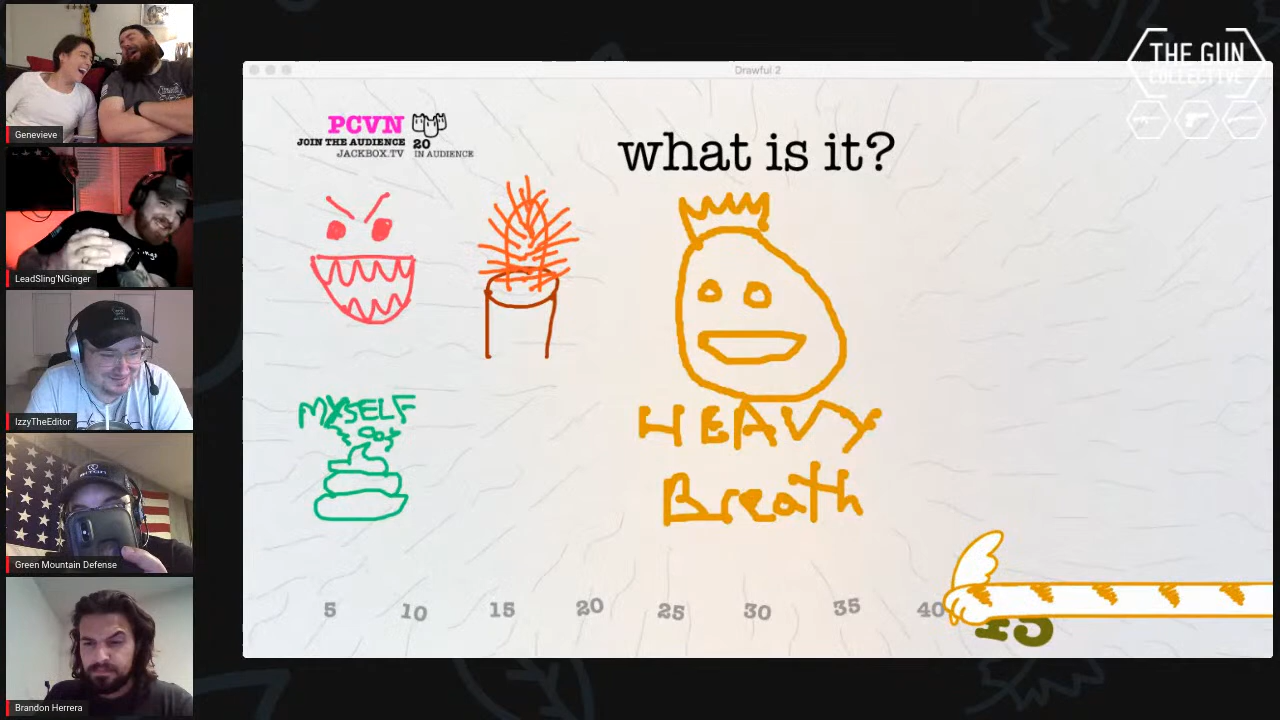 Genevieve
LeadSling'NGinger
IzzyTheEditor
Green Mountain Defense
Brandon Herrera
THE GUN
COLLECTIVE
Drawful 2
PCVN
JOIN THE AUDIENCE
JACKBOX.TV
20
IN AUDIENCE
what is it?
MYSELF
HEAVY
Breath
5 10 15 20 25 30 35 40